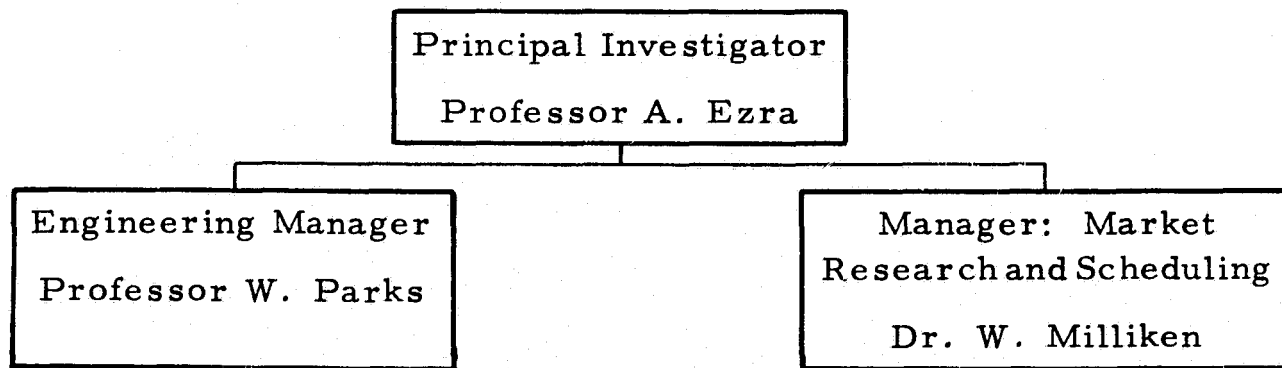 Principal Investigator
Professor A. Ezra
Engineering Manager
Professor W. Parks
Manager: Market
Research and Scheduling
Dr. W. Milliken